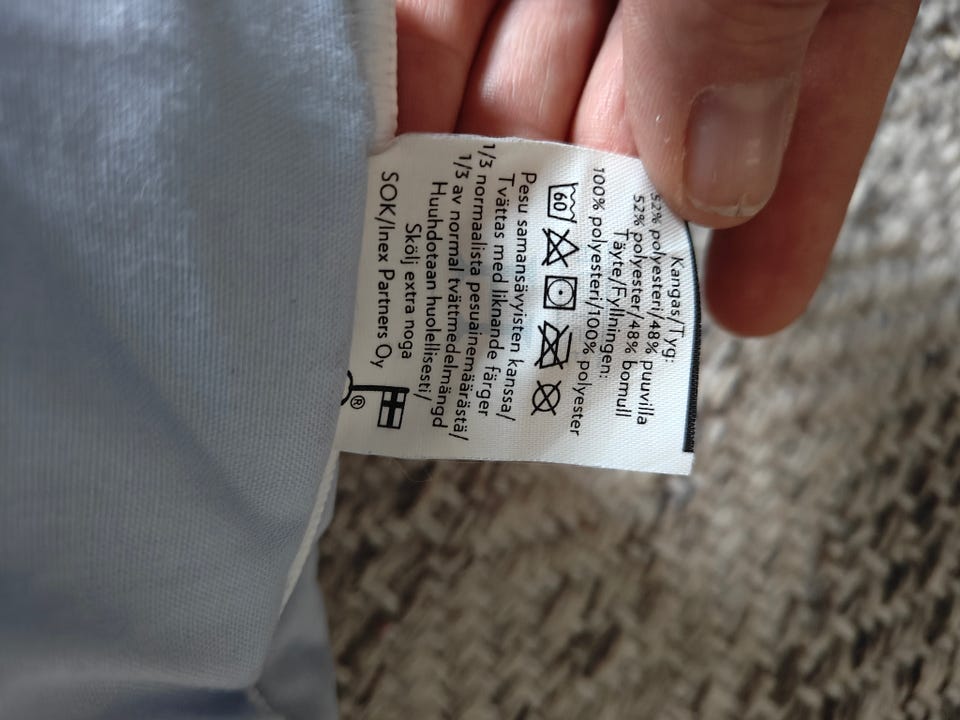 Kangas/Tyg:
52% polyesteri/48% puuvilla
52% polyester/48% bomull
Täyte/Fyllningen:
100% polyesteri/100% polyester
60
Pesu samansävyisten kanssa/
Tvättas med liknande färger
1/3 normaalista pesuainemäärästä/
1/3 av normal tvättmedelmängd
Huuhdotaan huolellisesti/
Skölj extra noga
SOK/Inex Partners Oy
®